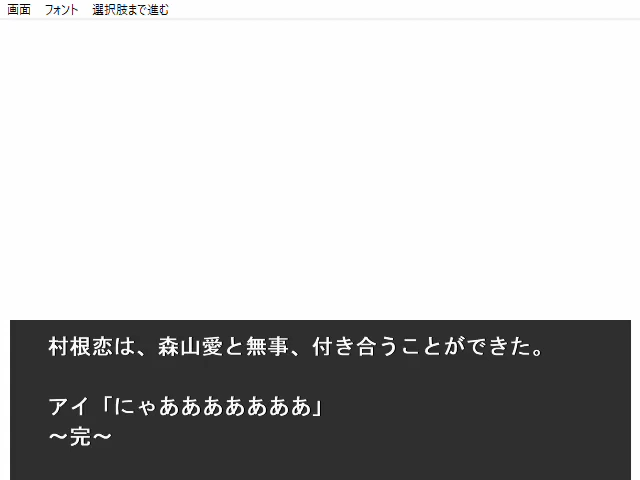 画面 フォント 選択肢まで進む
村根恋は、森山愛と無事、付き合うことができた。
アイ「にゃあああああああ」
～完～